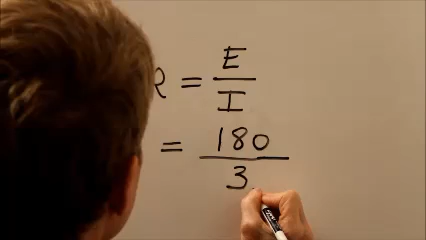 R = E/I
= 180/3